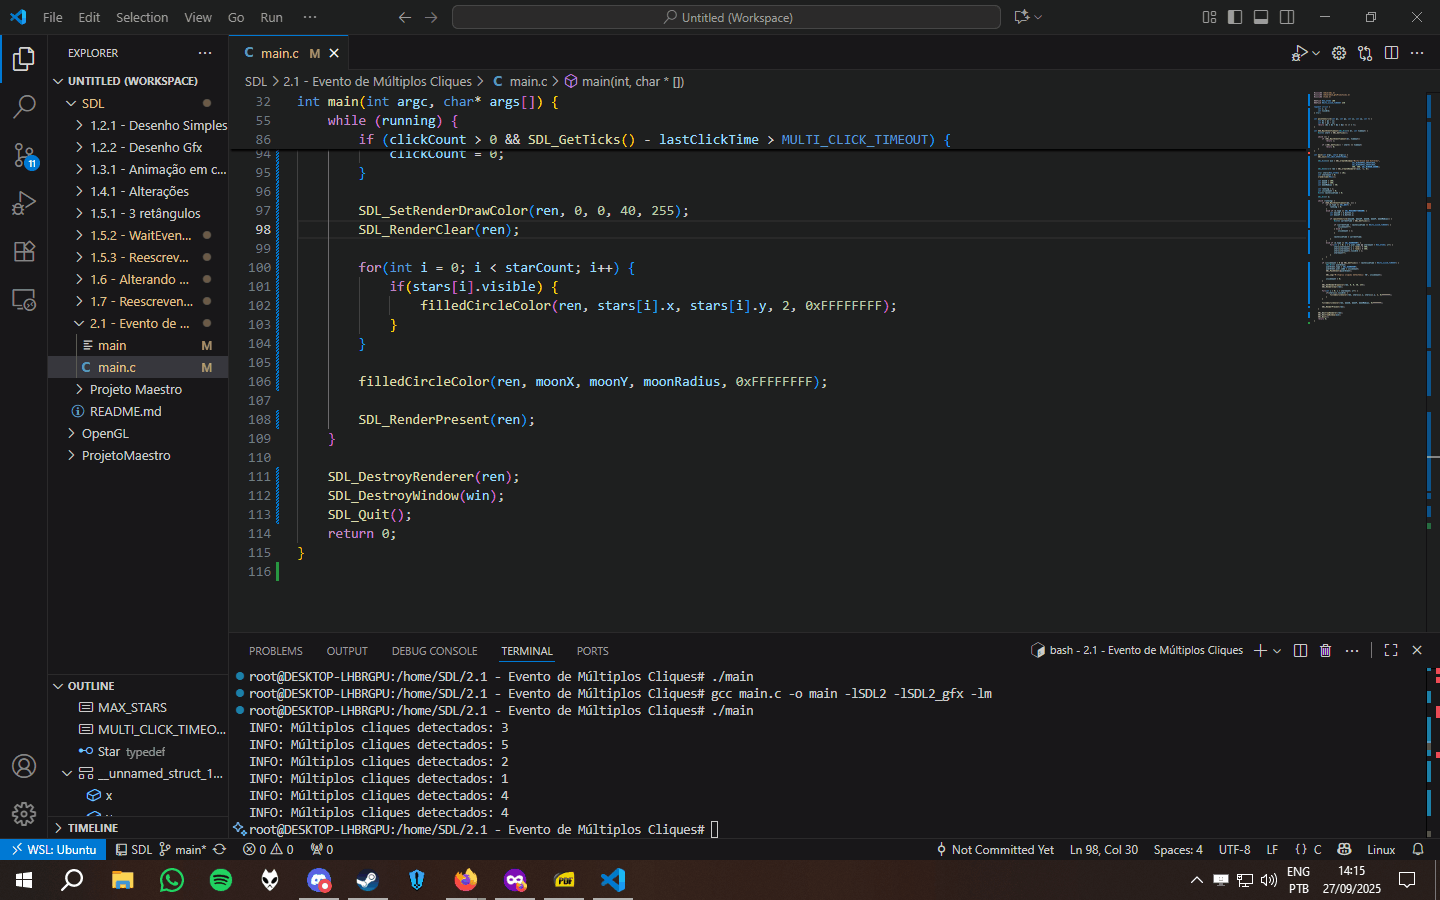 File Edit Selection View Go Run ···
Untitled (Workspace)
EXPLORER
UNTITLED (WORKSPACE)
SDL
1.2.1 - Desenho Simples
1.2.2 - Desenho Gfx
1.3.1 - Animação em c...
1.4.1 - Alterações
1.5.1 - 3 retângulos
1.5.2 - WaitEven...
1.5.3 - Reescrev...
1.6 - Alterando ...
1.7 - Reescreven...
2.1 - Evento de ...
main M
C main.c M
Projeto Maestro
README.md
OpenGL
ProjetoMaestro
OUTLINE
MAX_STARS
MULTI_CLICK_TIMEO...
Star typedef
__unnamed_struct_1...
x
TIMELINE
C main.c M
SDL > 2.1 - Evento de Múltiplos Cliques > C main.c > main(int, char * [])
32 int main(int argc, char* args[]) {
55 while (running) {
86 if (clickCount > 0 && SDL_GetTicks() - lastClickTime > MULTI_CLICK_TIMEOUT) {
94 clickCount = 0;
95 }
96
97 SDL_SetRenderDrawColor(ren, 0, 0, 40, 255);
98 SDL_RenderClear(ren);
99
100 for(int i = 0; i < starCount; i++) {
101 if(stars[i].visible) {
102 filledCircleColor(ren, stars[i].x, stars[i].y, 2, 0xFFFFFFFF);
103 }
104 }
105
106 filledCircleColor(ren, moonX, moonY, moonRadius, 0xFFFFFFFF);
107
108 SDL_RenderPresent(ren);
109 }
110
111 SDL_DestroyRenderer(ren);
112 SDL_DestroyWindow(win);
113 SDL_Quit();
114 return 0;
115 }
116
PROBLEMS OUTPUT DEBUG CONSOLE TERMINAL PORTS
bash - 2.1 - Evento de Múltiplos Cliques
root@DESKTOP-LHBRGPU:/home/SDL/2.1 - Evento de Múltiplos Cliques# ./main
root@DESKTOP-LHBRGPU:/home/SDL/2.1 - Evento de Múltiplos Cliques# gcc main.c -o main -lSDL2 -lSDL2_gfx -lm
root@DESKTOP-LHBRGPU:/home/SDL/2.1 - Evento de Múltiplos Cliques# ./main
INFO: Múltiplos cliques detectados: 3
INFO: Múltiplos cliques detectados: 5
INFO: Múltiplos cliques detectados: 2
INFO: Múltiplos cliques detectados: 1
INFO: Múltiplos cliques detectados: 4
INFO: Múltiplos cliques detectados: 4
root@DESKTOP-LHBRGPU:/home/SDL/2.1 - Evento de Múltiplos Cliques#
11
WSL: Ubuntu SDL main* 0 0 0 Not Committed Yet Ln 98, Col 30 Spaces: 4 UTF-8 LF {} C Linux
PDF
ENG
PTB
14:15
27/09/2025